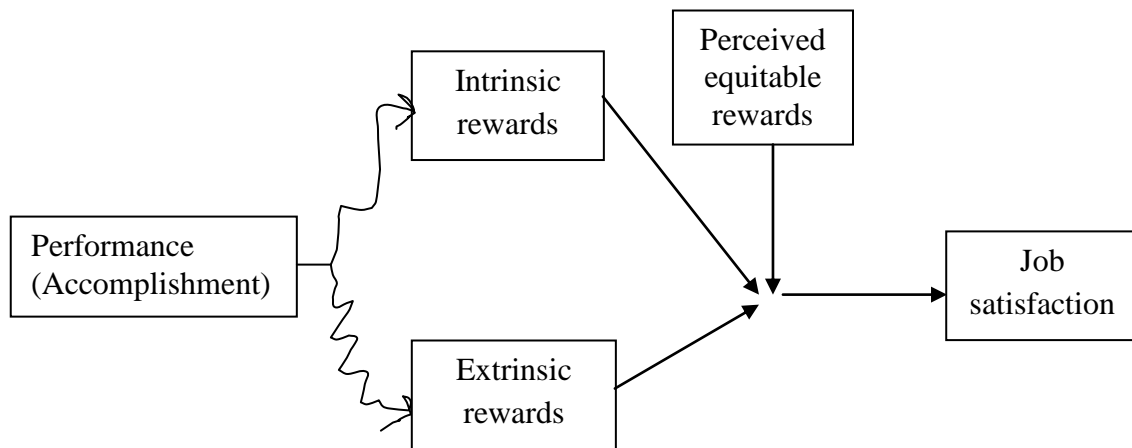 Perceived
equitable
rewards
Intrinsic
rewards
Performance
(Accomplishment)
Job
satisfaction
Extrinsic
rewards